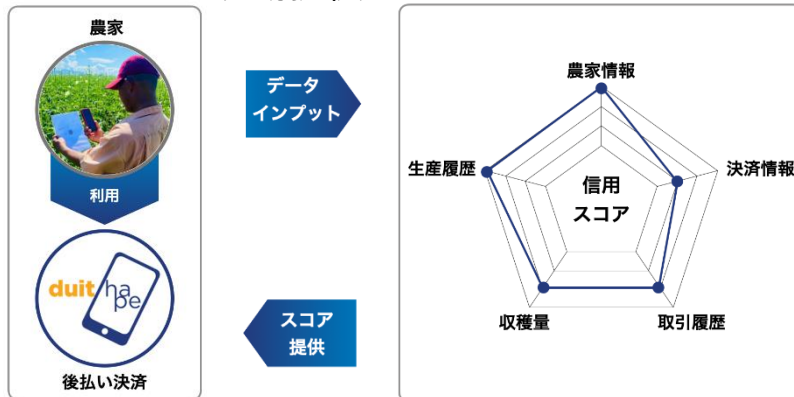 農家
利用
duit
ha
pe
後払い決済
データ
インプット
スコア
提供
農家情報
生産履歴
決済情報
信用
スコア
収穫量
取引履歴